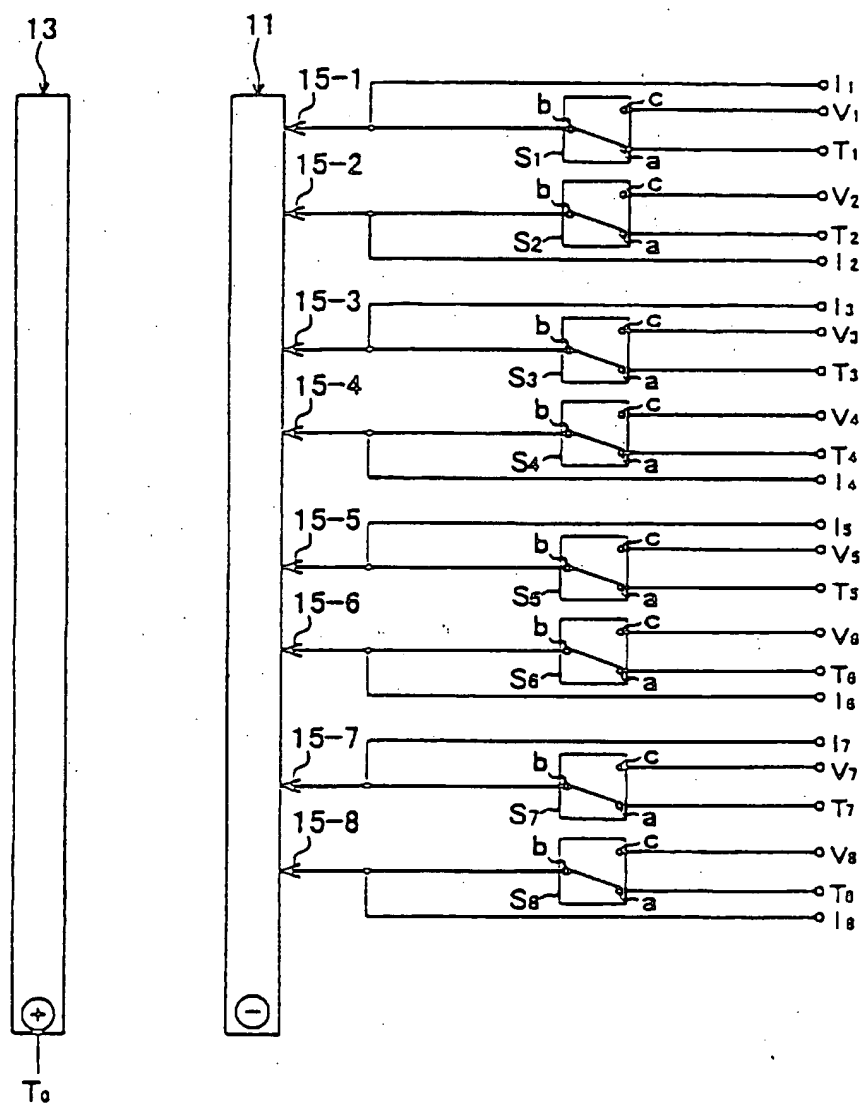 13 11
15-1 b c I1
V1
S1 a T1
15-2 b c V2
S2 a T2
I2
15-3 b c I3
V3
S3 a T3
15-4 b c V4
S4 a T4
I4
15-5 b c I5
V5
S5 a T5
15-6 b c V6
S6 a T6
I6
15-7 b c I7
V7
S7 a T7
15-8 b c V8
S8 a T8
I8
+ -
T0